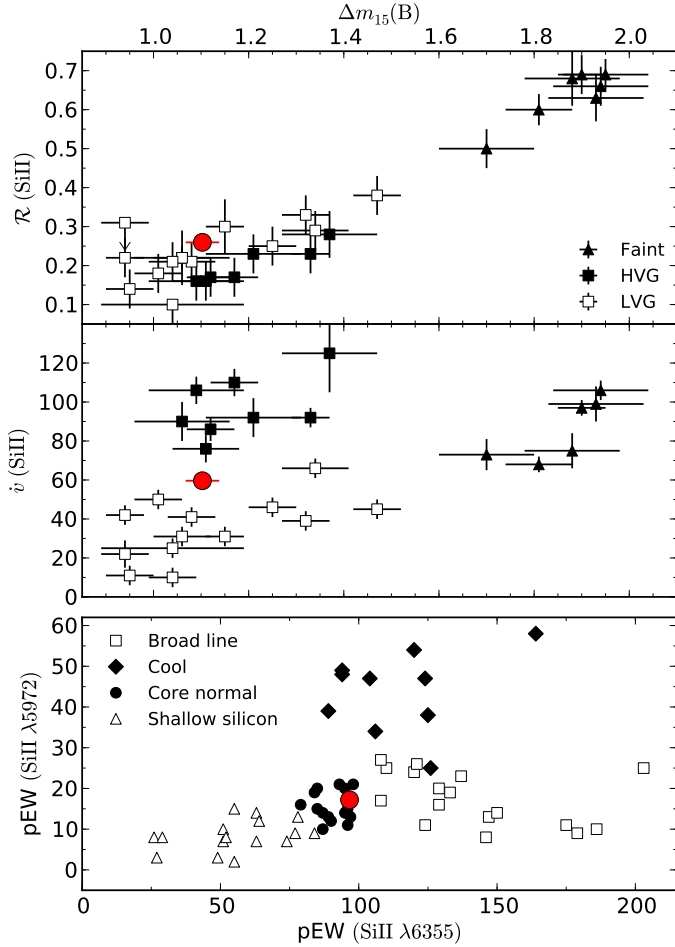 Δm15(B)
1.0 1.2 1.4 1.6 1.8 2.0
0.7
0.6
0.5
0.4
0.3
0.2
0.1
ℛ (SiII)
Faint
HVG
LVG
120
100
80
60
40
20
0
v̇ (SiII)
60
50
40
30
20
10
0
pEW (SiII λ5972)
Broad line
Cool
Core normal
Shallow silicon
0 50 100 150 200
pEW (SiII λ6355)